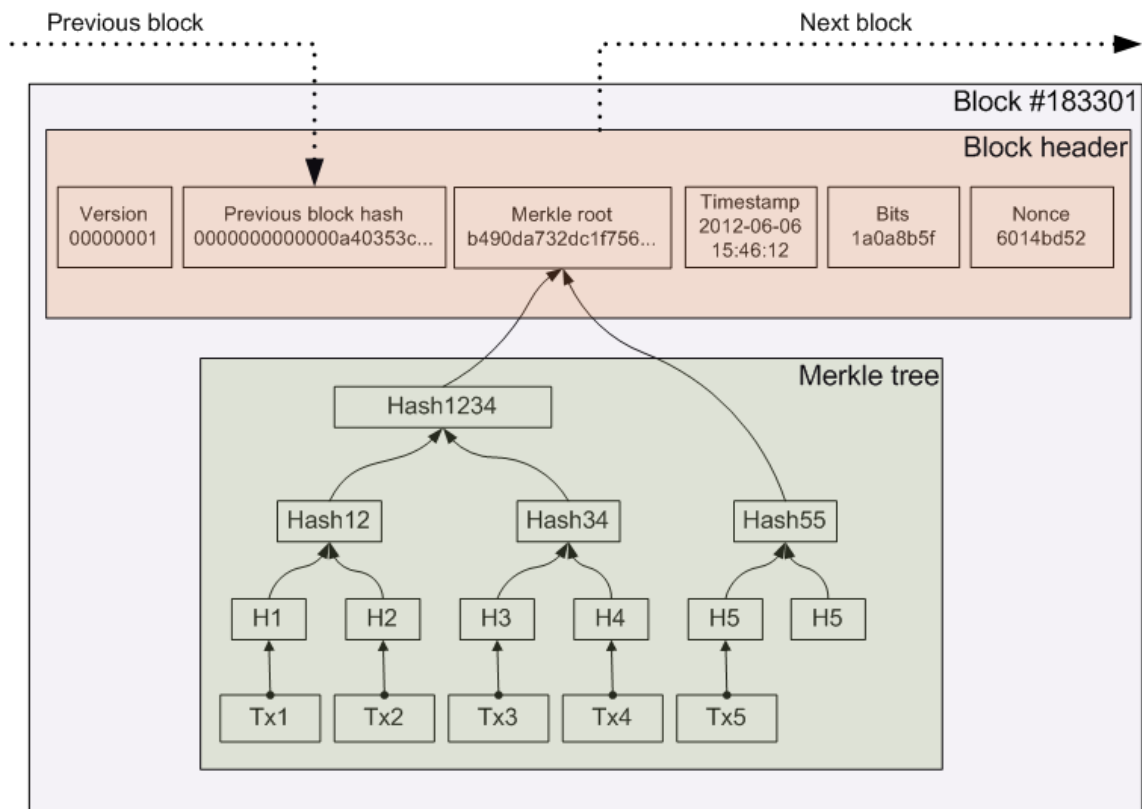 Previous block
Next block
Block #183301
Block header
Version
00000001
Previous block hash
0000000000000a40353c...
Merkle root
b490da732dc1f756...
Timestamp
2012-06-06
15:46:12
Bits
1a0a8b5f
Nonce
6014bd52
Merkle tree
Hash1234
Hash12
Hash34
Hash55
H1
H2
H3
H4
H5
H5
Tx1
Tx2
Tx3
Tx4
Tx5